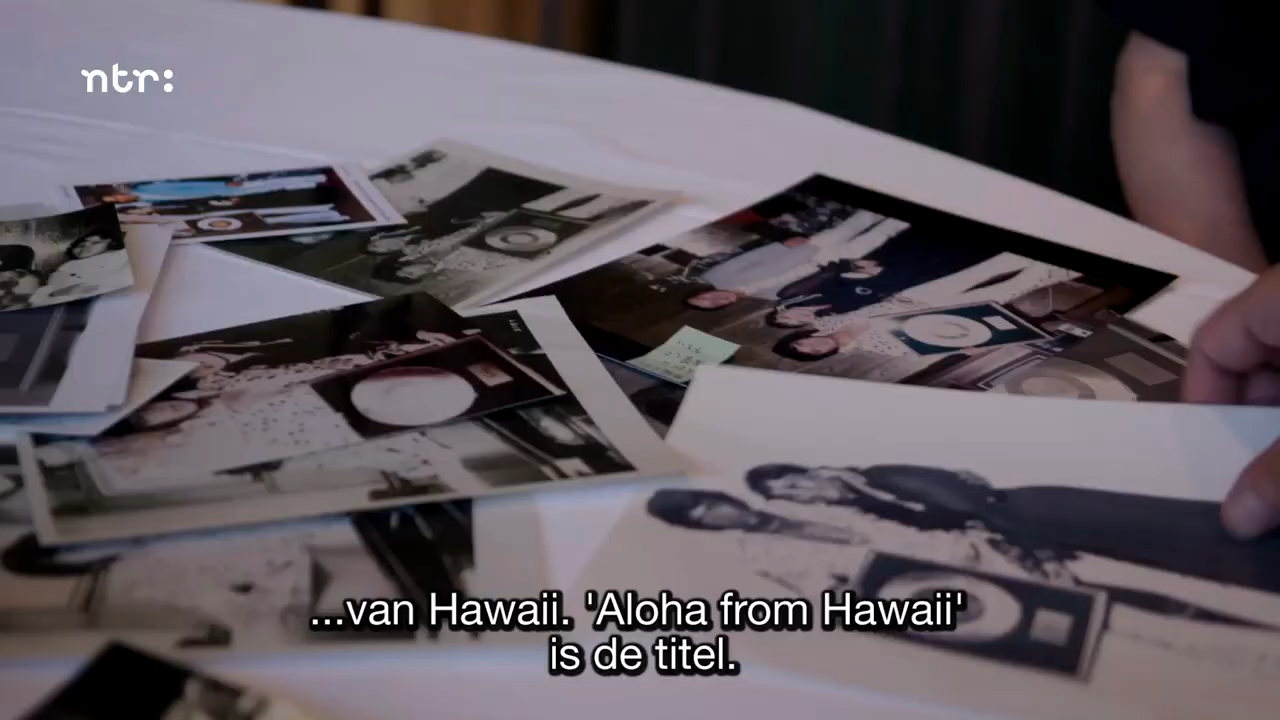 ntr:
...van Hawaii. 'Aloha from Hawaii'
is de titel.